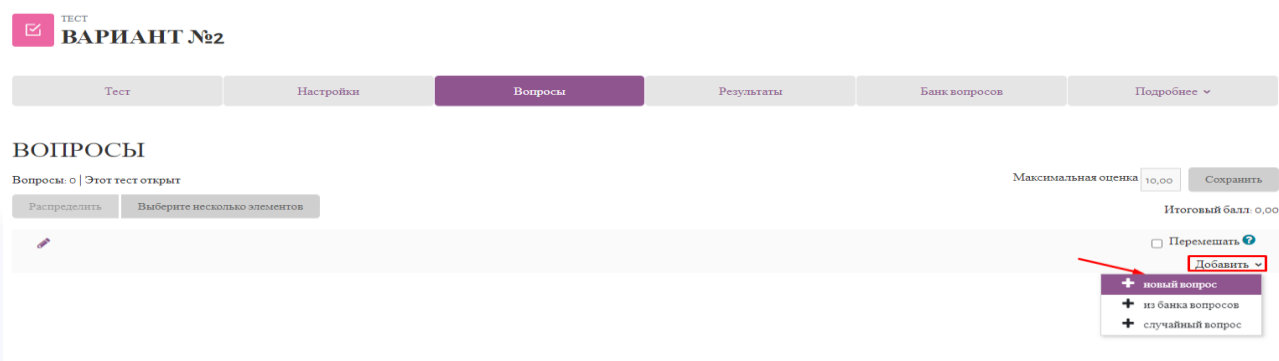 ТЕСТ
ВАРИАНТ №2
Тест Настройки Вопросы Результаты Банк вопросов Подробнее
ВОПРОСЫ
Вопросы: 0 | Этот тест открыт Максимальная оценка 10,00 Сохранить
Распределить Выберите несколько элементов Итоговый балл: 0,00
Перемешать ?
Добавить
+ новый вопрос
+ из банка вопросов
+ случайный вопрос